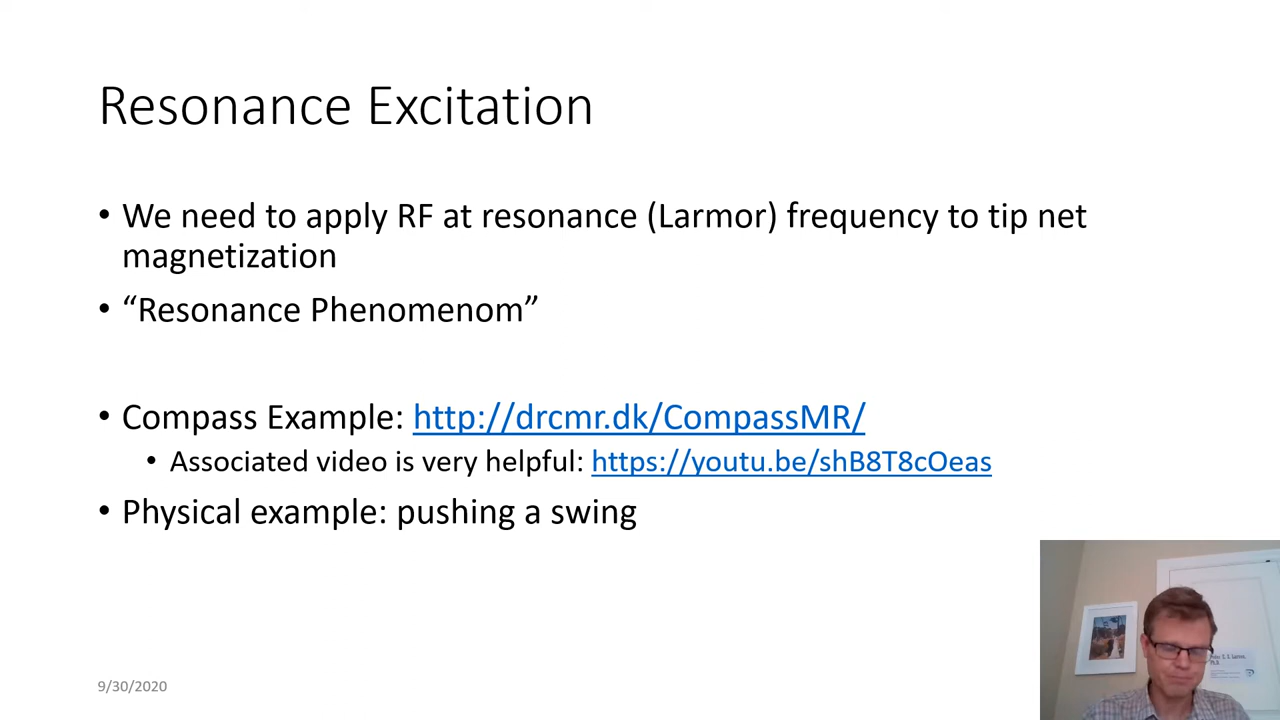 Resonance Excitation
• We need to apply RF at resonance (Larmor) frequency to tip net
magnetization
• “Resonance Phenomenom”
• Compass Example: http://drcmr.dk/CompassMR/
• Associated video is very helpful: https://youtu.be/shB8T8cOeas
• Physical example: pushing a swing
9/30/2020
Ph.D.